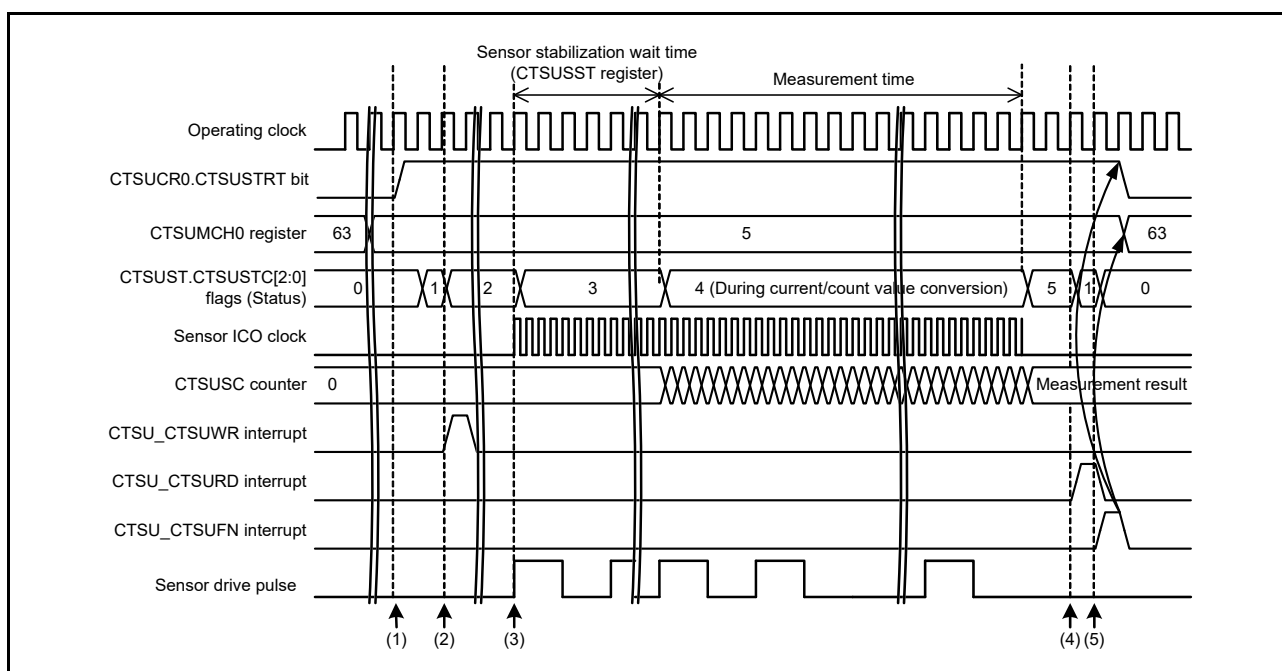 Sensor stabilization wait time
(CTSUSST register)
Measurement time
Operating clock
CTSUCR0.CTSUSTRT bit
CTSUMCH0 register
63
5
63
CTSUST.CTSUSTC[2:0]
flags (Status)
0
1
2
3
4 (During current/count value conversion)
5
1
0
Sensor ICO clock
CTSUSC counter
0
Measurement result
CTSU_CTSUWR interrupt
CTSU_CTSURD interrupt
CTSU_CTSUFN interrupt
Sensor drive pulse
(1)
(2)
(3)
(4)
(5)